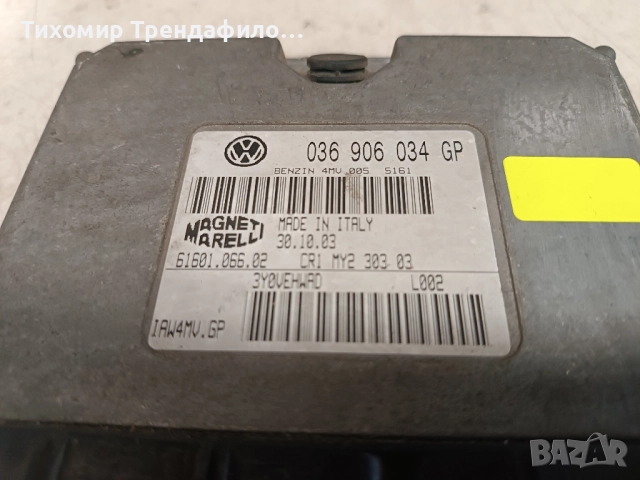 Тихомир Трендафило...
036 906 034 GP
BENZIN 4MV 005 5161
MAGNETI MARELLI
MADE IN ITALY
30.10.03
61601.066.02 CR1 MY2 303 03
3Y0VEHWAD L002
IAW4MV.GP
BAZAR